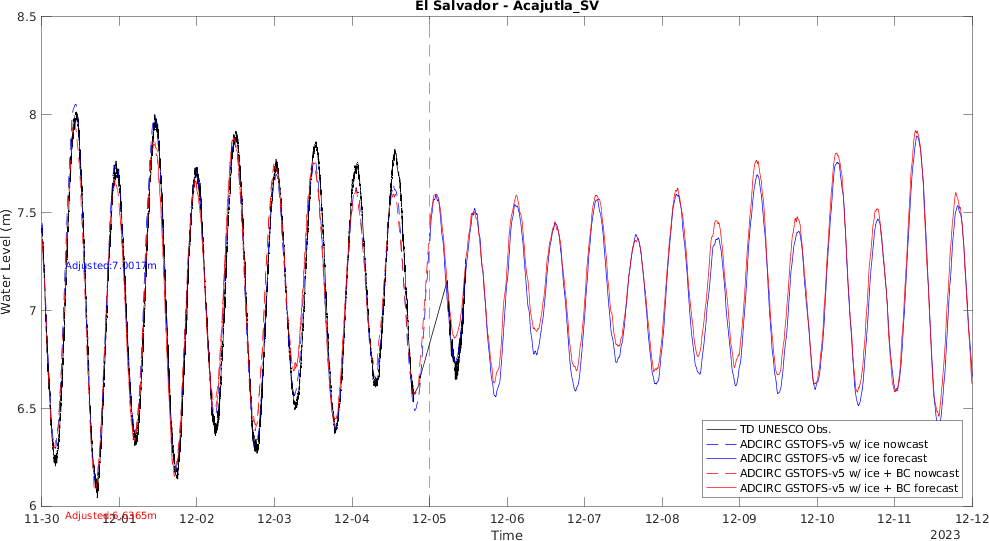 El Salvador - Acajutla_SV
8.5
8
7.5
7
6.5
6
Water Level (m)
Adjusted:7.0017m
Adjusted:6.6365m
TD UNESCO Obs.
ADCIRC GSTOFS-v5 w/ ice nowcast
ADCIRC GSTOFS-v5 w/ ice forecast
ADCIRC GSTOFS-v5 w/ ice + BC nowcast
ADCIRC GSTOFS-v5 w/ ice + BC forecast
11-30 12-01 12-02 12-03 12-04 12-05 12-06 12-07 12-08 12-09 12-10 12-11 12-12
Time
2023